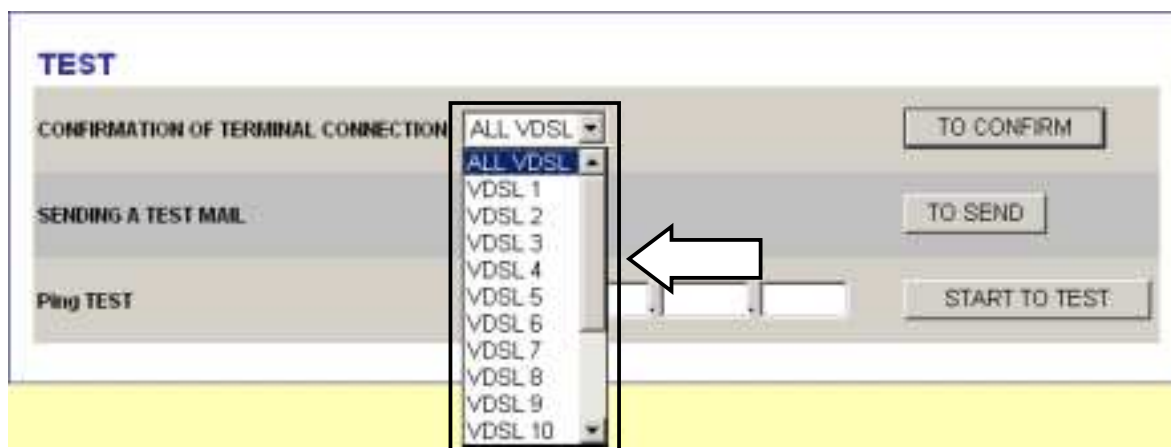 TEST
CONFIRMATION OF TERMINAL CONNECTION ALL VDSL TO CONFIRM
ALL VDSL
VDSL 1
VDSL 2
VDSL 3
VDSL 4
VDSL 5
VDSL 6
VDSL 7
VDSL 8
VDSL 9
VDSL 10
SENDING A TEST MAIL TO SEND
Ping TEST . . START TO TEST